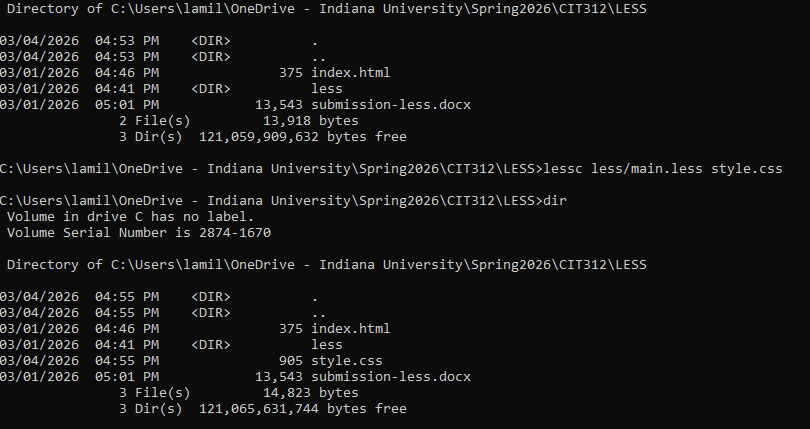 Directory of C:\Users\lamil\OneDrive - Indiana University\Spring2026\CIT312\LESS
03/04/2026  04:53 PM    <DIR>          .
03/04/2026  04:53 PM    <DIR>          ..
03/01/2026  04:46 PM               375 index.html
03/01/2026  04:41 PM    <DIR>          less
03/01/2026  05:01 PM            13,543 submission-less.docx
               2 File(s)         13,918 bytes
               3 Dir(s)  121,059,909,632 bytes free
C:\Users\lamil\OneDrive - Indiana University\Spring2026\CIT312\LESS>lessc less/main.less style.css
C:\Users\lamil\OneDrive - Indiana University\Spring2026\CIT312\LESS>dir
 Volume in drive C has no label.
 Volume Serial Number is 2874-1670
 Directory of C:\Users\lamil\OneDrive - Indiana University\Spring2026\CIT312\LESS
03/04/2026  04:55 PM    <DIR>          .
03/04/2026  04:55 PM    <DIR>          ..
03/01/2026  04:46 PM               375 index.html
03/01/2026  04:41 PM    <DIR>          less
03/04/2026  04:55 PM               905 style.css
03/01/2026  05:01 PM            13,543 submission-less.docx
               3 File(s)         14,823 bytes
               3 Dir(s)  121,065,631,744 bytes free